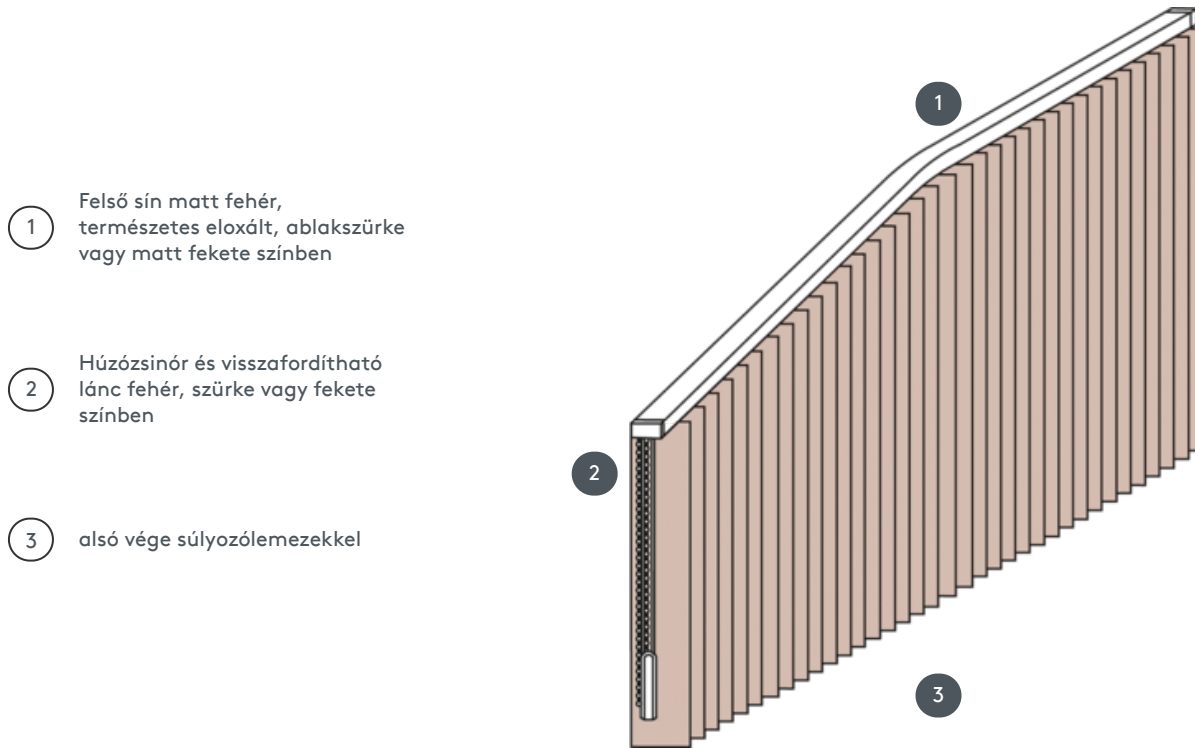 1
Felső sín matt fehér,
természetes eloxált, ablakszürke
vagy matt fekete színben
2
Húzózsinór és visszafordítható
lánc fehér, szürke vagy fekete
színben
3
alsó vége súlyozólemezekkel
1
2
3